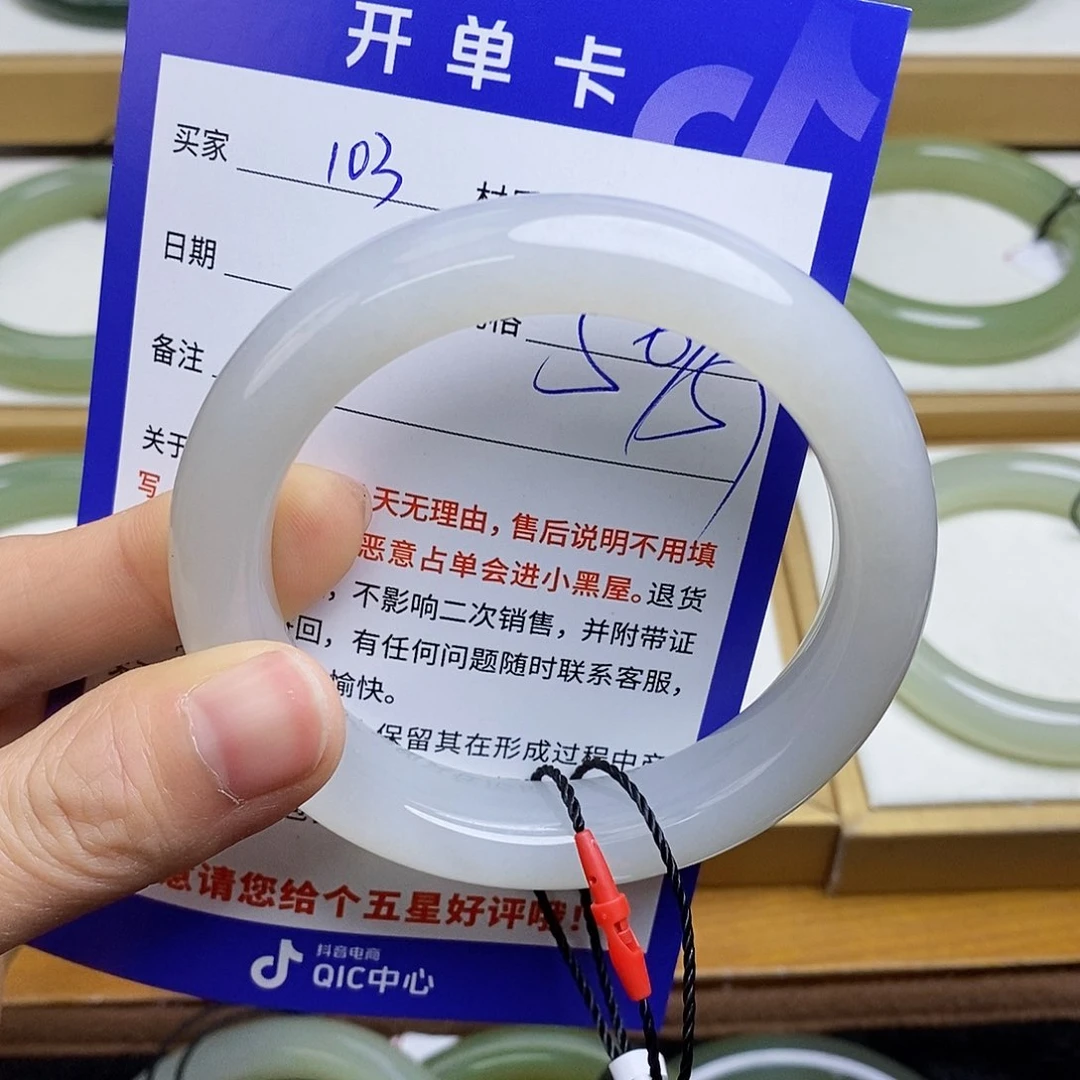 开单卡
买家 103
日期
备注
关于
写 天无理由,售后说明不用填
恶意占单会进小黑屋。退货
,不影响二次销售,并附带证
回,有任何问题随时联系客服,
愉快。
保留其在形成过程中产
意请您给个五星好评哦!
抖音电商
QIC中心